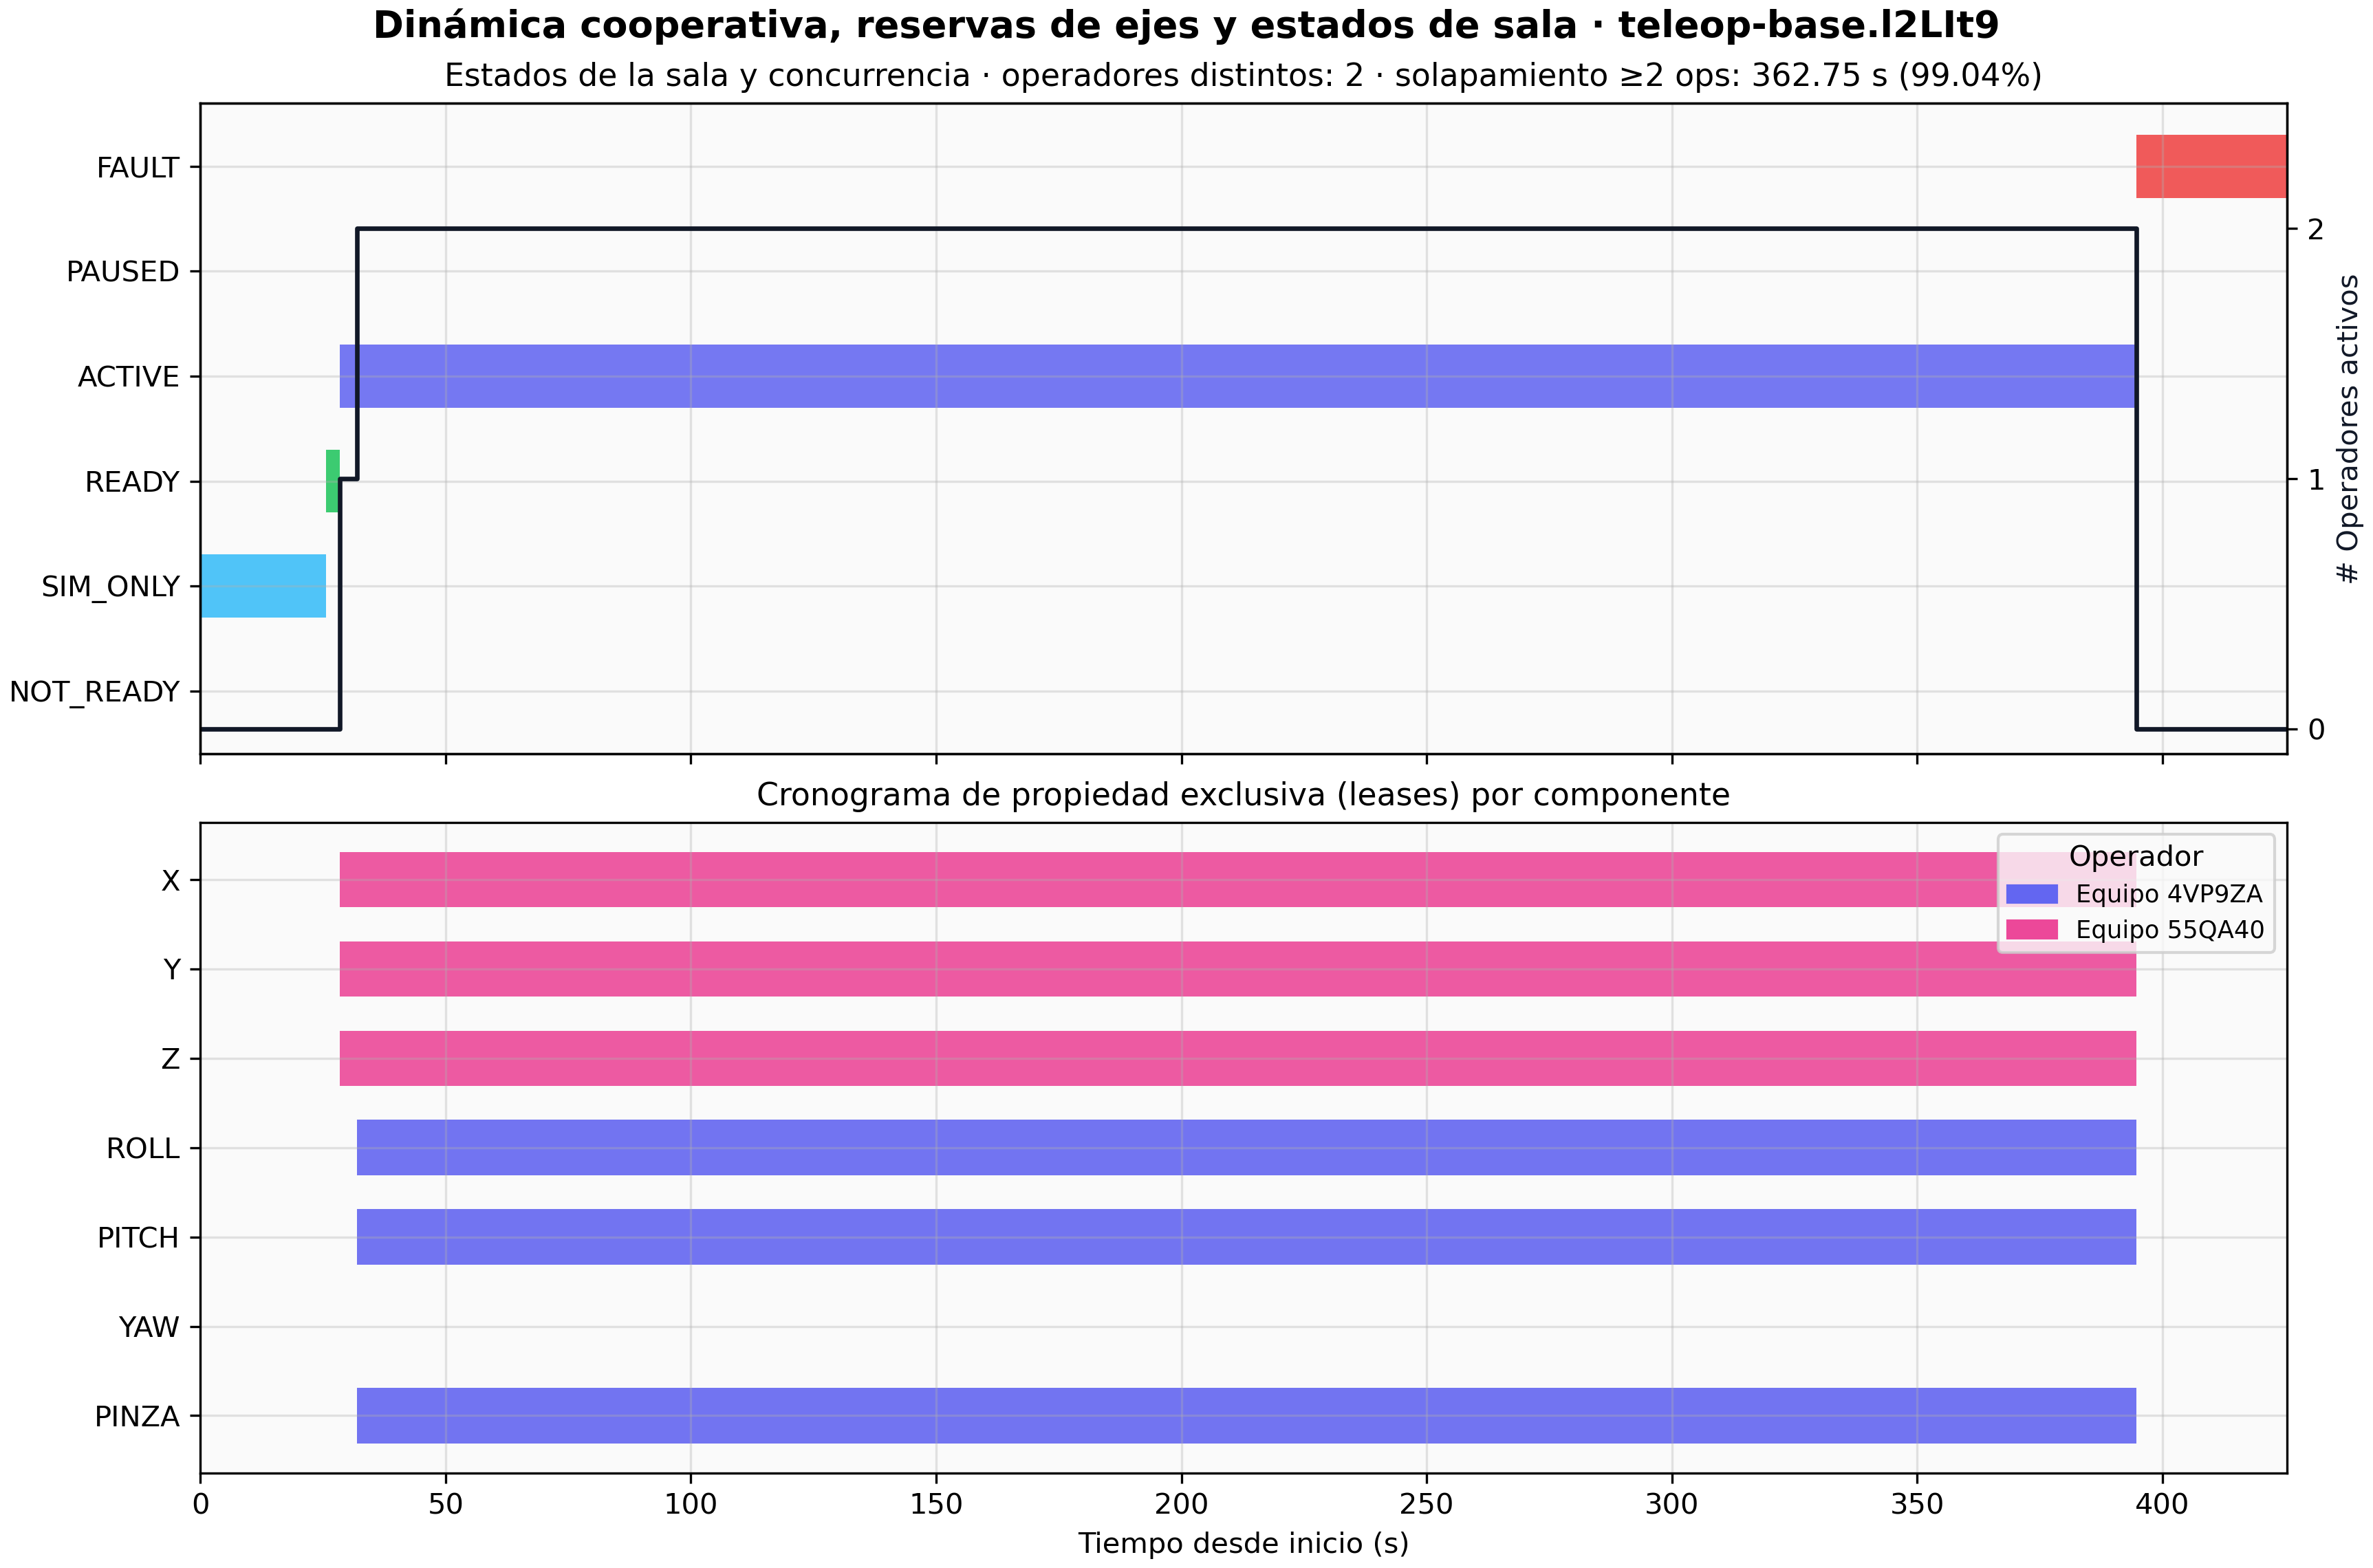 Dinámica cooperativa, reservas de ejes y estados de sala · teleop-base.l2LIt9
Estados de la sala y concurrencia · operadores distintos: 2 · solapamiento ≥2 ops: 362.75 s (99.04%)
FAULT
PAUSED
ACTIVE
READY
SIM_ONLY
NOT_READY
2
1
0
# Operadores activos
Cronograma de propiedad exclusiva (leases) por componente
Operador
Equipo 4VP9ZA
Equipo 55QA40
X
Y
Z
ROLL
PITCH
YAW
PINZA
0 50 100 150 200 250 300 350 400
Tiempo desde inicio (s)